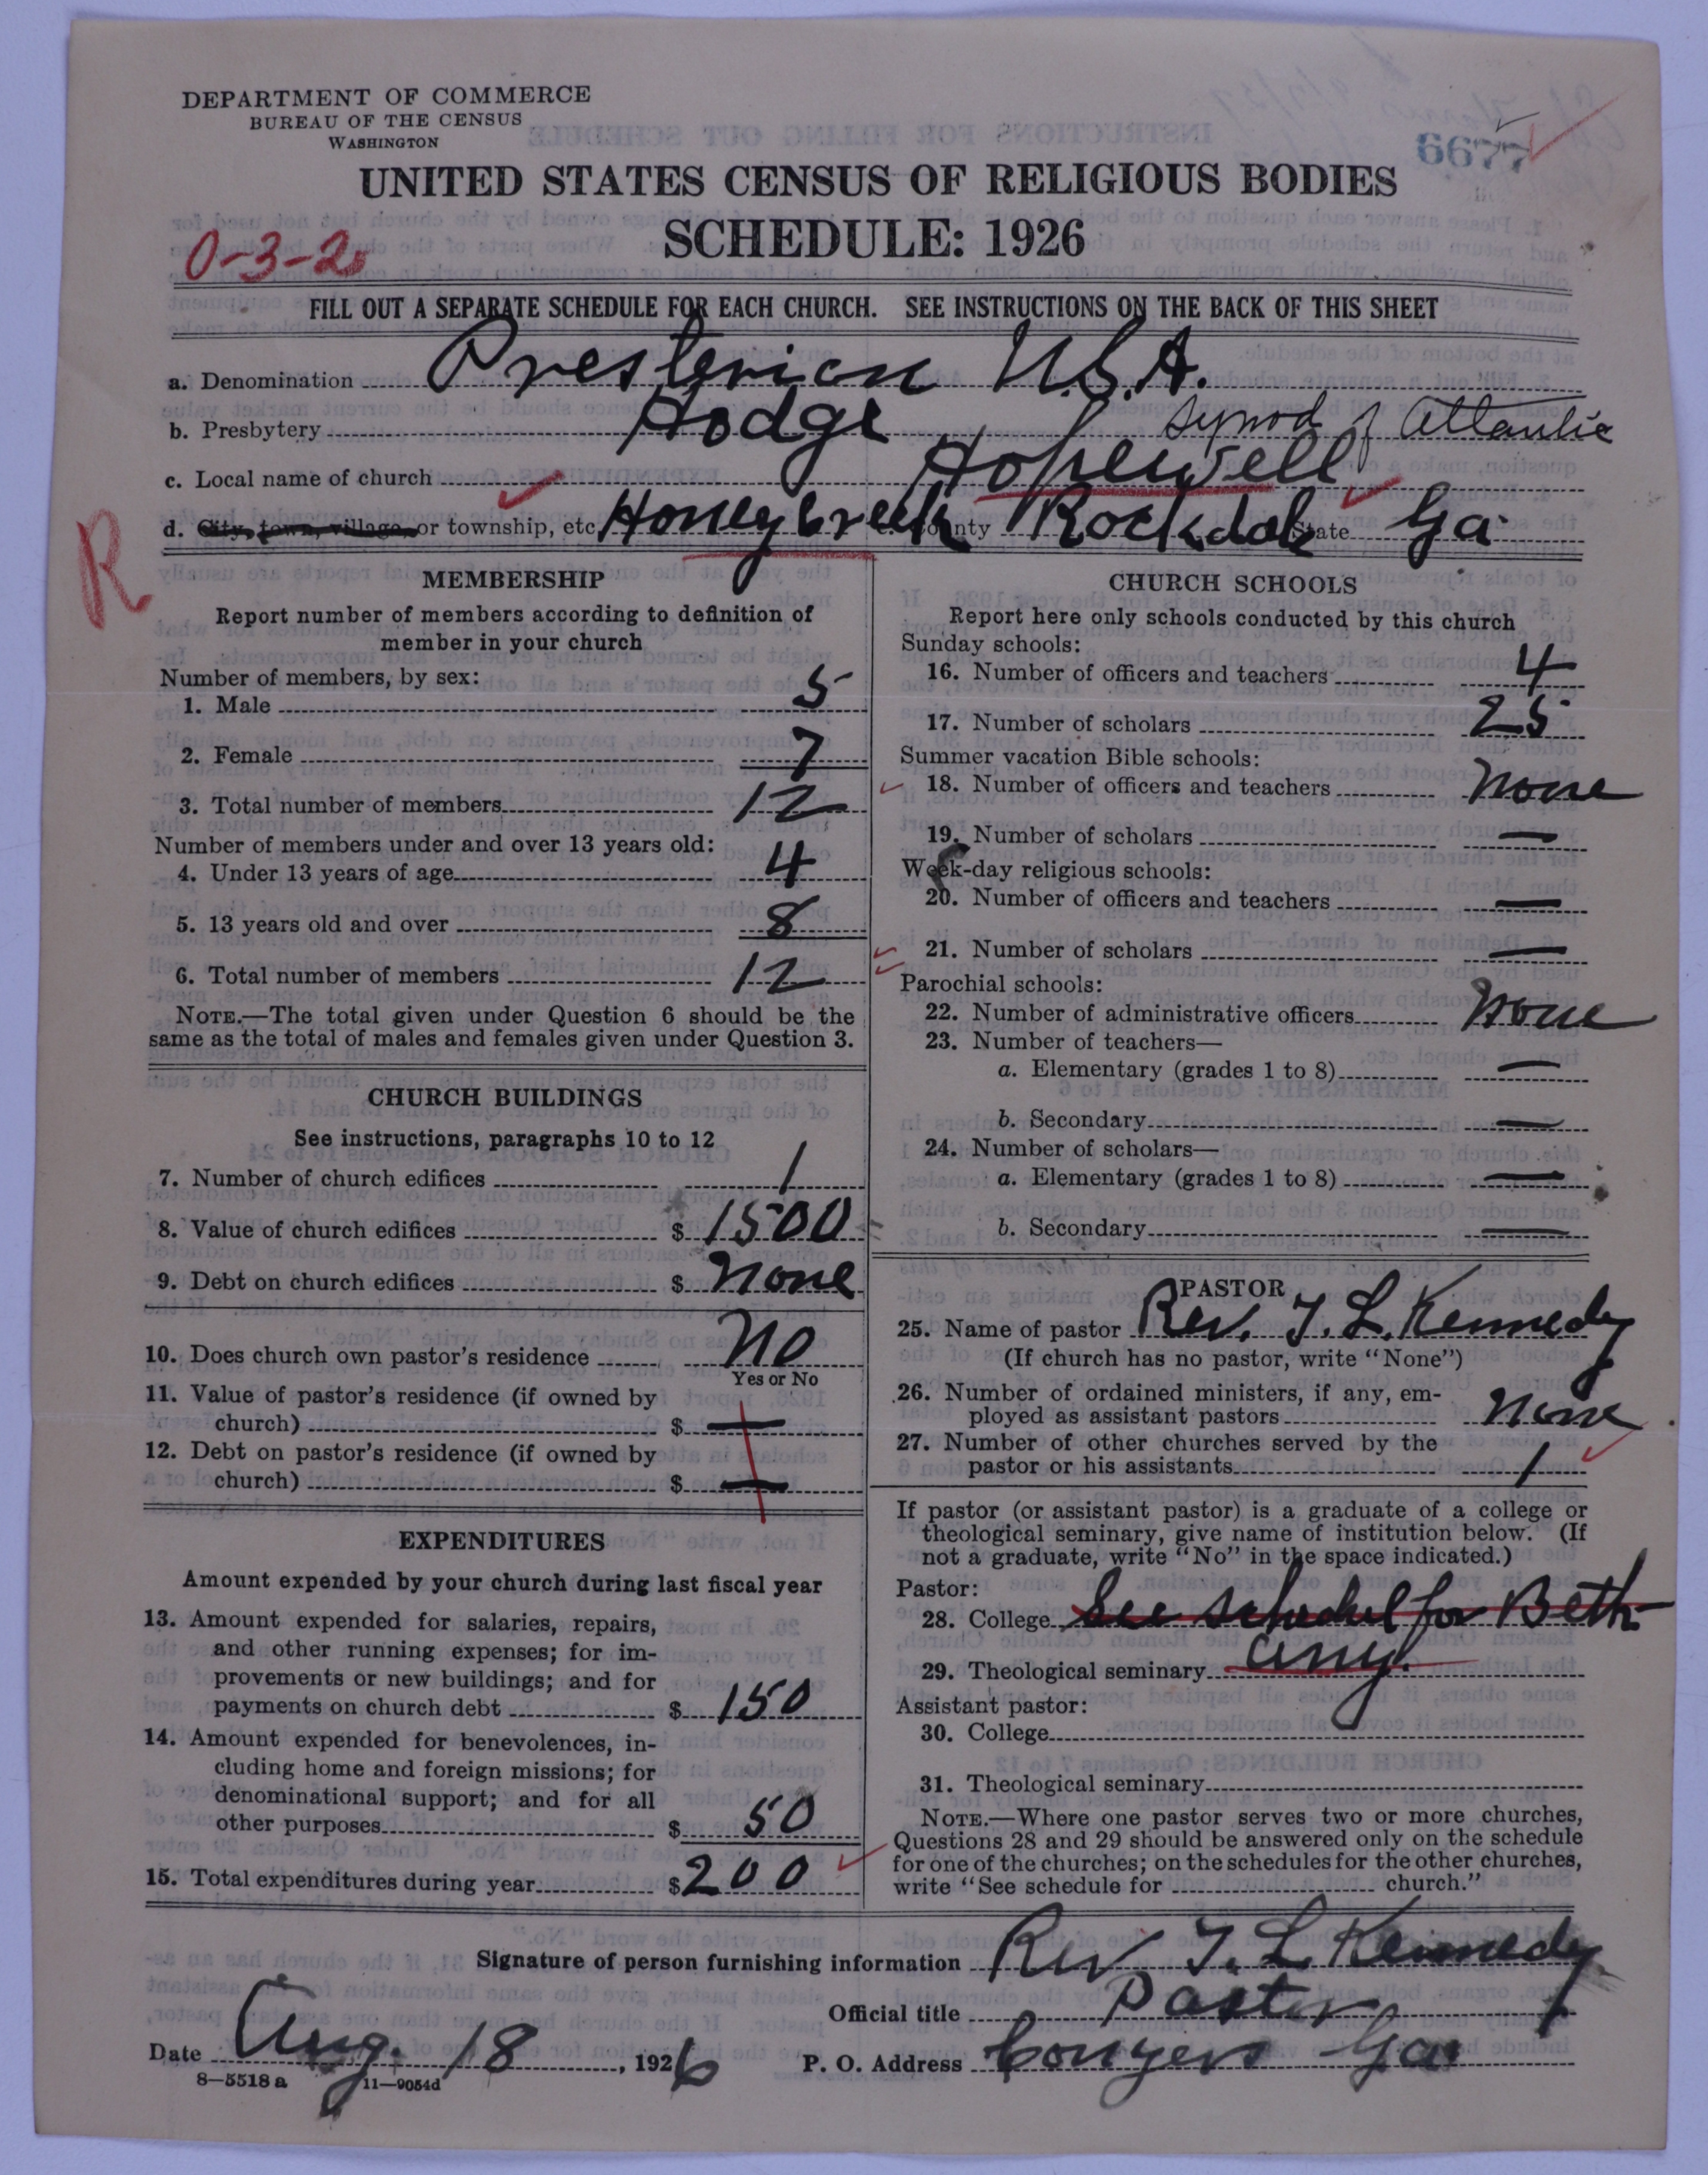 DEPARTMENT OF COMMERCE
BUREAU OF THE CENSUS
WASHINGTON
6677
UNITED STATES CENSUS OF RELIGIOUS BODIES
SCHEDULE: 1926
0-3-2
FILL OUT A SEPARATE SCHEDULE FOR EACH CHURCH. SEE INSTRUCTIONS ON THE BACK OF THIS SHEET
a. Denomination Presterian U.S.A.
b. Presbytery Hodge Synod of Atlantic
c. Local name of church Hopewell
d. City, town, village, or township, etc. Honeycreek County Rockdale State Ga.
R
MEMBERSHIP
Report number of members according to definition of
member in your church
Number of members, by sex:
1. Male 5
2. Female 7
3. Total number of members 12
Number of members under and over 13 years old:
4. Under 13 years of age 4
5. 13 years old and over 8
6. Total number of members 12
NOTE.—The total given under Question 6 should be the
same as the total of males and females given under Question 3.
CHURCH BUILDINGS
See instructions, paragraphs 10 to 12
7. Number of church edifices 1
8. Value of church edifices $ 1500
9. Debt on church edifices $ None
10. Does church own pastor's residence No
Yes or No
11. Value of pastor's residence (if owned by
church) $ —
12. Debt on pastor's residence (if owned by
church) $ —
EXPENDITURES
Amount expended by your church during last fiscal year
13. Amount expended for salaries, repairs,
and other running expenses; for im-
provements or new buildings; and for
payments on church debt $ 150
14. Amount expended for benevolences, in-
cluding home and foreign missions; for
denominational support; and for all
other purposes $ 50
15. Total expenditures during year $ 200
CHURCH SCHOOLS
Report here only schools conducted by this church
Sunday schools:
16. Number of officers and teachers 4
17. Number of scholars 25
Summer vacation Bible schools:
18. Number of officers and teachers None
19. Number of scholars —
Week-day religious schools:
20. Number of officers and teachers —
21. Number of scholars —
Parochial schools:
22. Number of administrative officers None
23. Number of teachers—
a. Elementary (grades 1 to 8) —
b. Secondary —
24. Number of scholars—
a. Elementary (grades 1 to 8) —
b. Secondary —
PASTOR
25. Name of pastor Rev. T. L. Kennedy
(If church has no pastor, write "None")
26. Number of ordained ministers, if any, em-
ployed as assistant pastors None
27. Number of other churches served by the
pastor or his assistants 1
If pastor (or assistant pastor) is a graduate of a college or
theological seminary, give name of institution below. (If
not a graduate, write "No" in the space indicated.)
Pastor:
28. College See schedul for Beth-
29. Theological seminary any.
Assistant pastor:
30. College
31. Theological seminary
NOTE.—Where one pastor serves two or more churches,
Questions 28 and 29 should be answered only on the schedule
for one of the churches; on the schedules for the other churches,
write "See schedule for church."
Signature of person furnishing information Rev T. L Kennedy
Official title Pastor
Date Aug. 18, 1926 P. O. Address Conyers Ga
8—5518 a 11—9054d